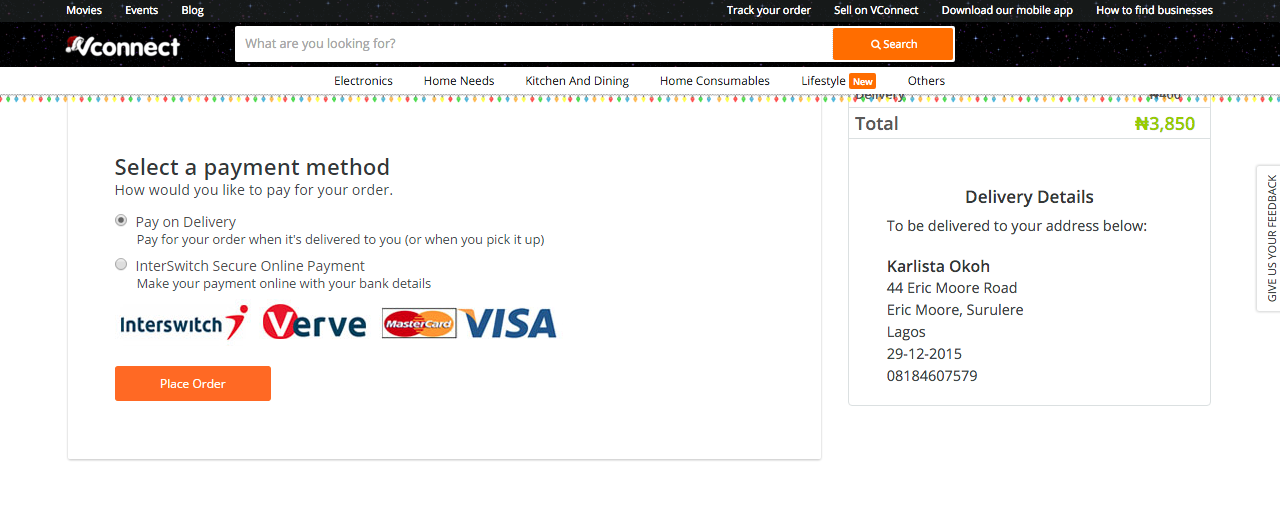 Movies Events Blog Track your order Sell on VConnect Download our mobile app How to find businesses
Vconnect What are you looking for? Search
Electronics Home Needs Kitchen And Dining Home Consumables Lifestyle New Others
Delivery ₦400
Total ₦3,850
Select a payment method
How would you like to pay for your order.
Pay on Delivery
Pay for your order when it's delivered to you (or when you pick it up)
InterSwitch Secure Online Payment
Make your payment online with your bank details
Interswitch Verve MasterCard VISA
Place Order
Delivery Details
To be delivered to your address below:
Karlista Okoh
44 Eric Moore Road
Eric Moore, Surulere
Lagos
29-12-2015
08184607579
GIVE US YOUR FEEDBACK